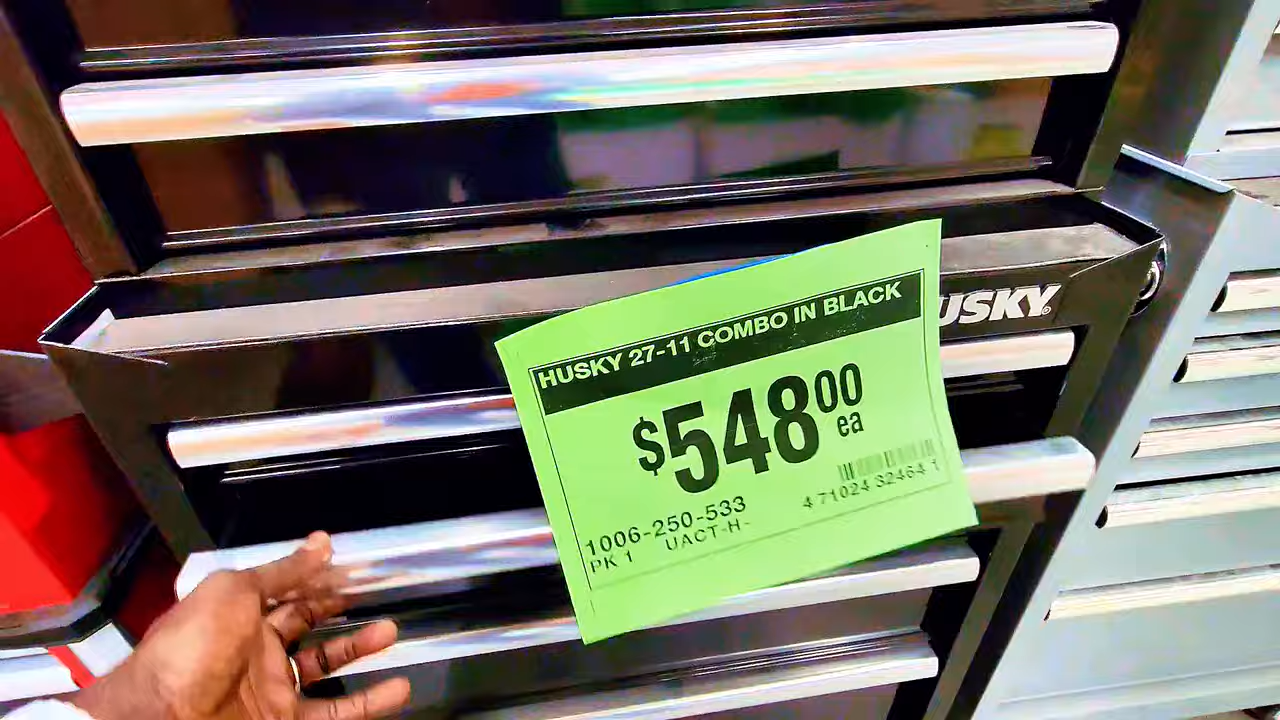 HUSKY 27-11 COMBO IN BLACK
$548 00
ea
USKY
1006-250-533
4 71024 32464 1
PK 1 UACT-H-